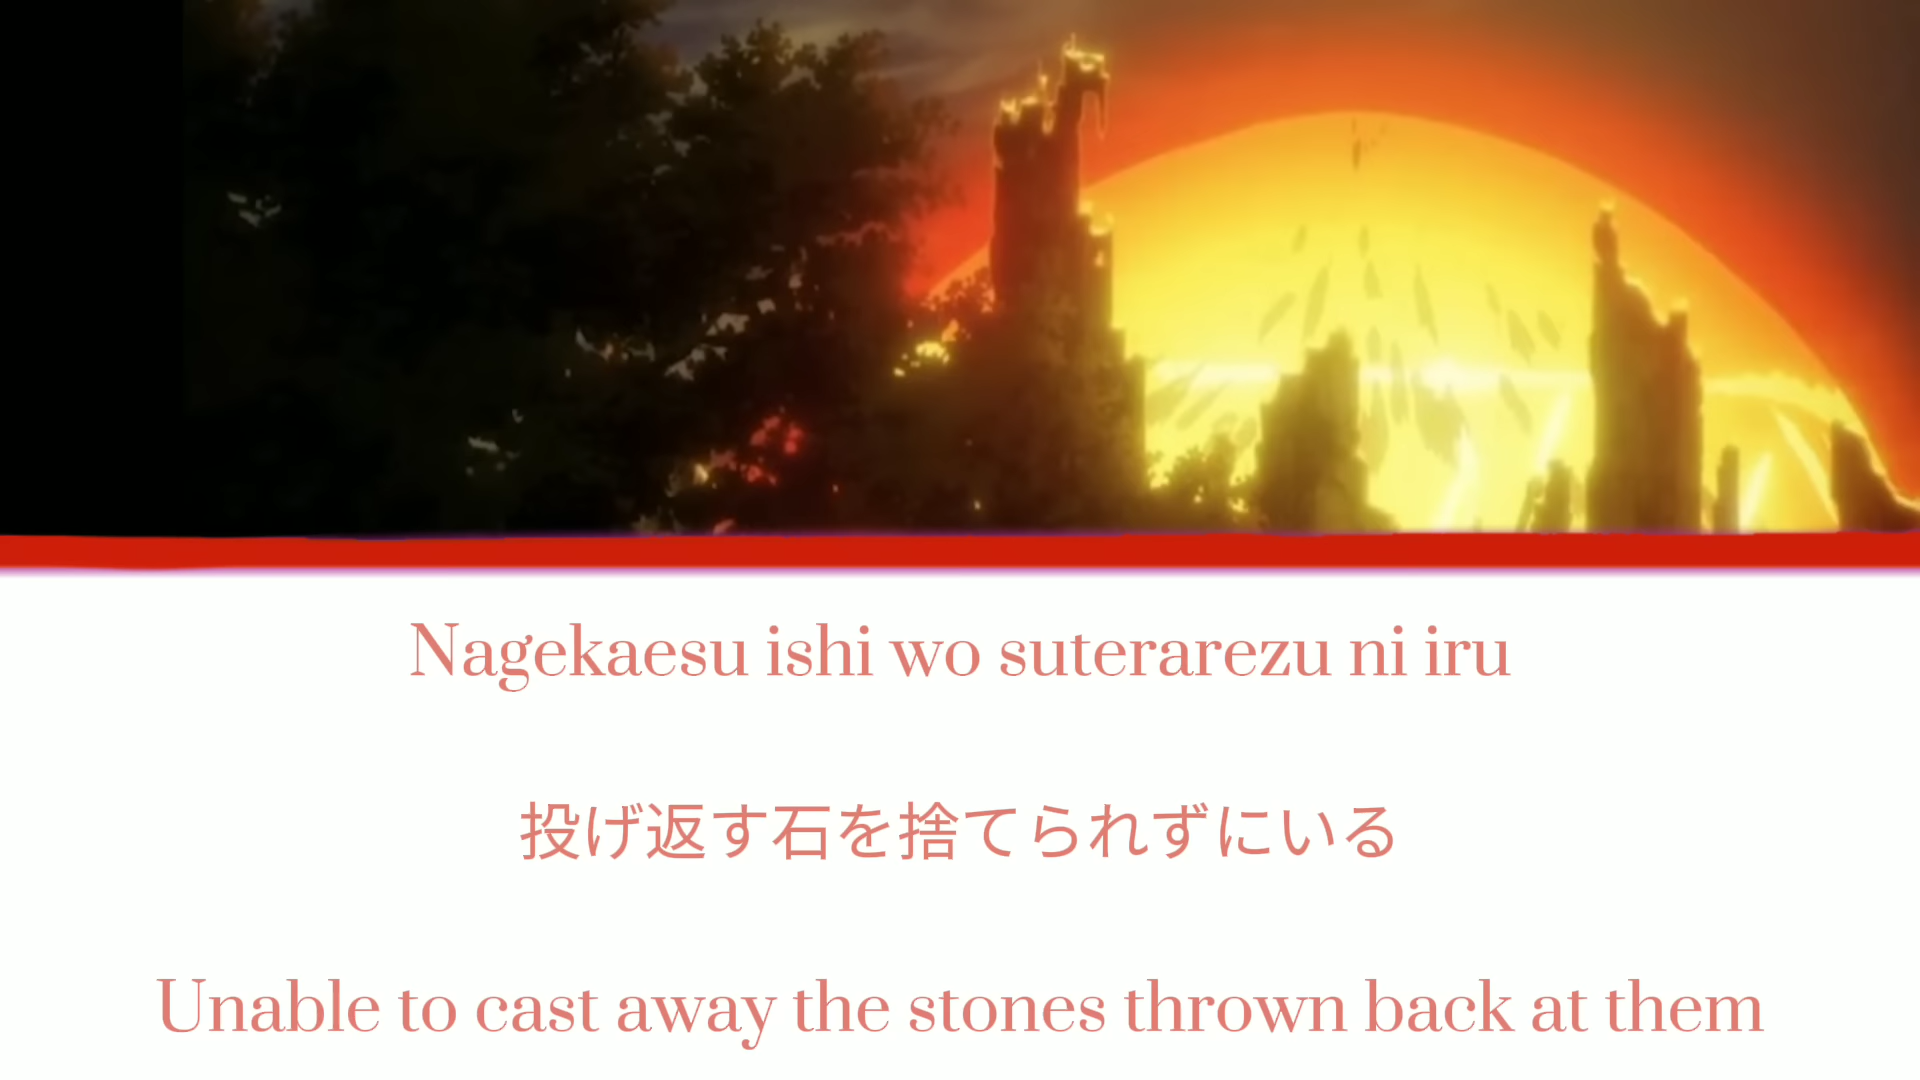 Nagekaesu ishi wo suterarezu ni iru
投げ返す石を捨てられずにいる
Unable to cast away the stones thrown back at them